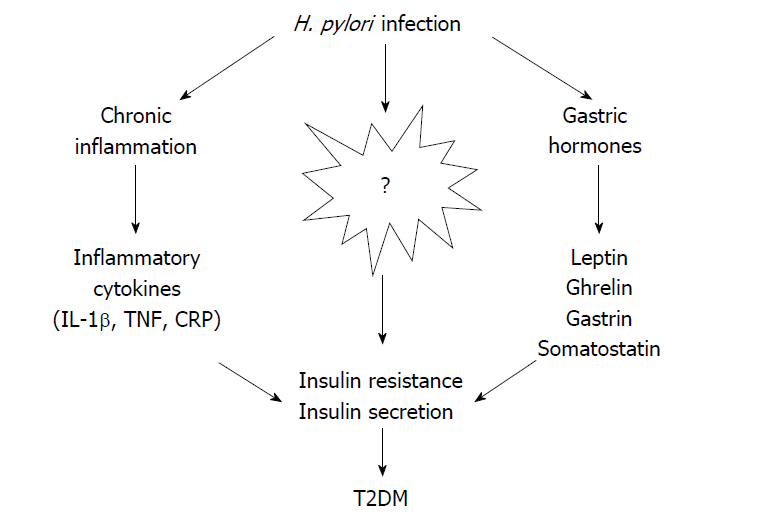 H. pylori infection
Chronic
inflammation
Gastric
hormones
?
Inflammatory
cytokines
(IL-1β, TNF, CRP)
Leptin
Ghrelin
Gastrin
Somatostatin
Insulin resistance
Insulin secretion
T2DM